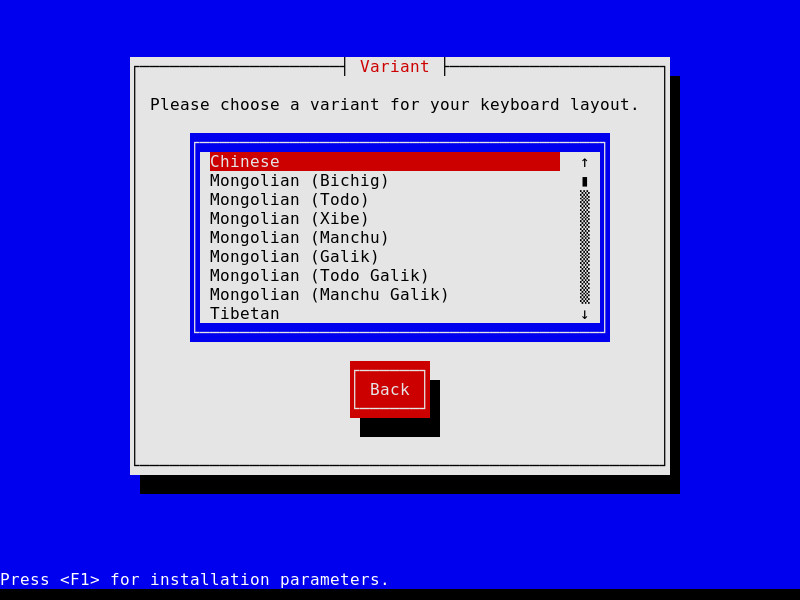 Variant
Please choose a variant for your keyboard layout.
Chinese
Mongolian (Bichig)
Mongolian (Todo)
Mongolian (Xibe)
Mongolian (Manchu)
Mongolian (Galik)
Mongolian (Todo Galik)
Mongolian (Manchu Galik)
Tibetan
Back
Press <F1> for installation parameters.